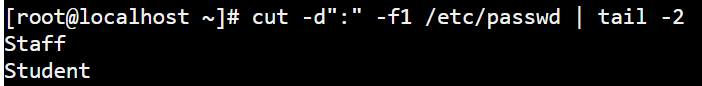 [root@localhost ~]# cut -d":" -f1 /etc/passwd | tail -2
Staff
Student